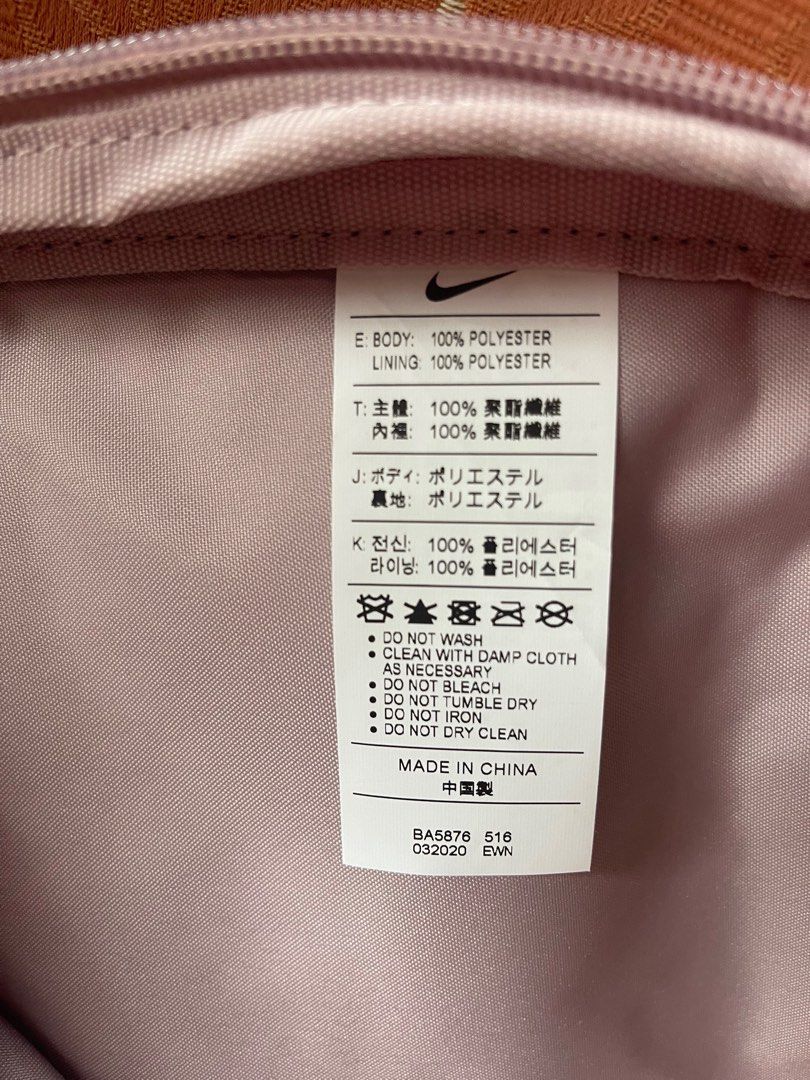 E: BODY: 100% POLYESTER
LINING: 100% POLYESTER
T: 主體: 100% 聚酯纖維
內裡: 100% 聚酯纖維
J: ボディ: ポリエステル
裏地: ポリエステル
K: 전신: 100% 폴리에스터
라이닝: 100% 폴리에스터
• DO NOT WASH
• CLEAN WITH DAMP CLOTH
AS NECESSARY
• DO NOT BLEACH
• DO NOT TUMBLE DRY
• DO NOT IRON
• DO NOT DRY CLEAN
MADE IN CHINA
中国製
BA5876 516
032020 EWN